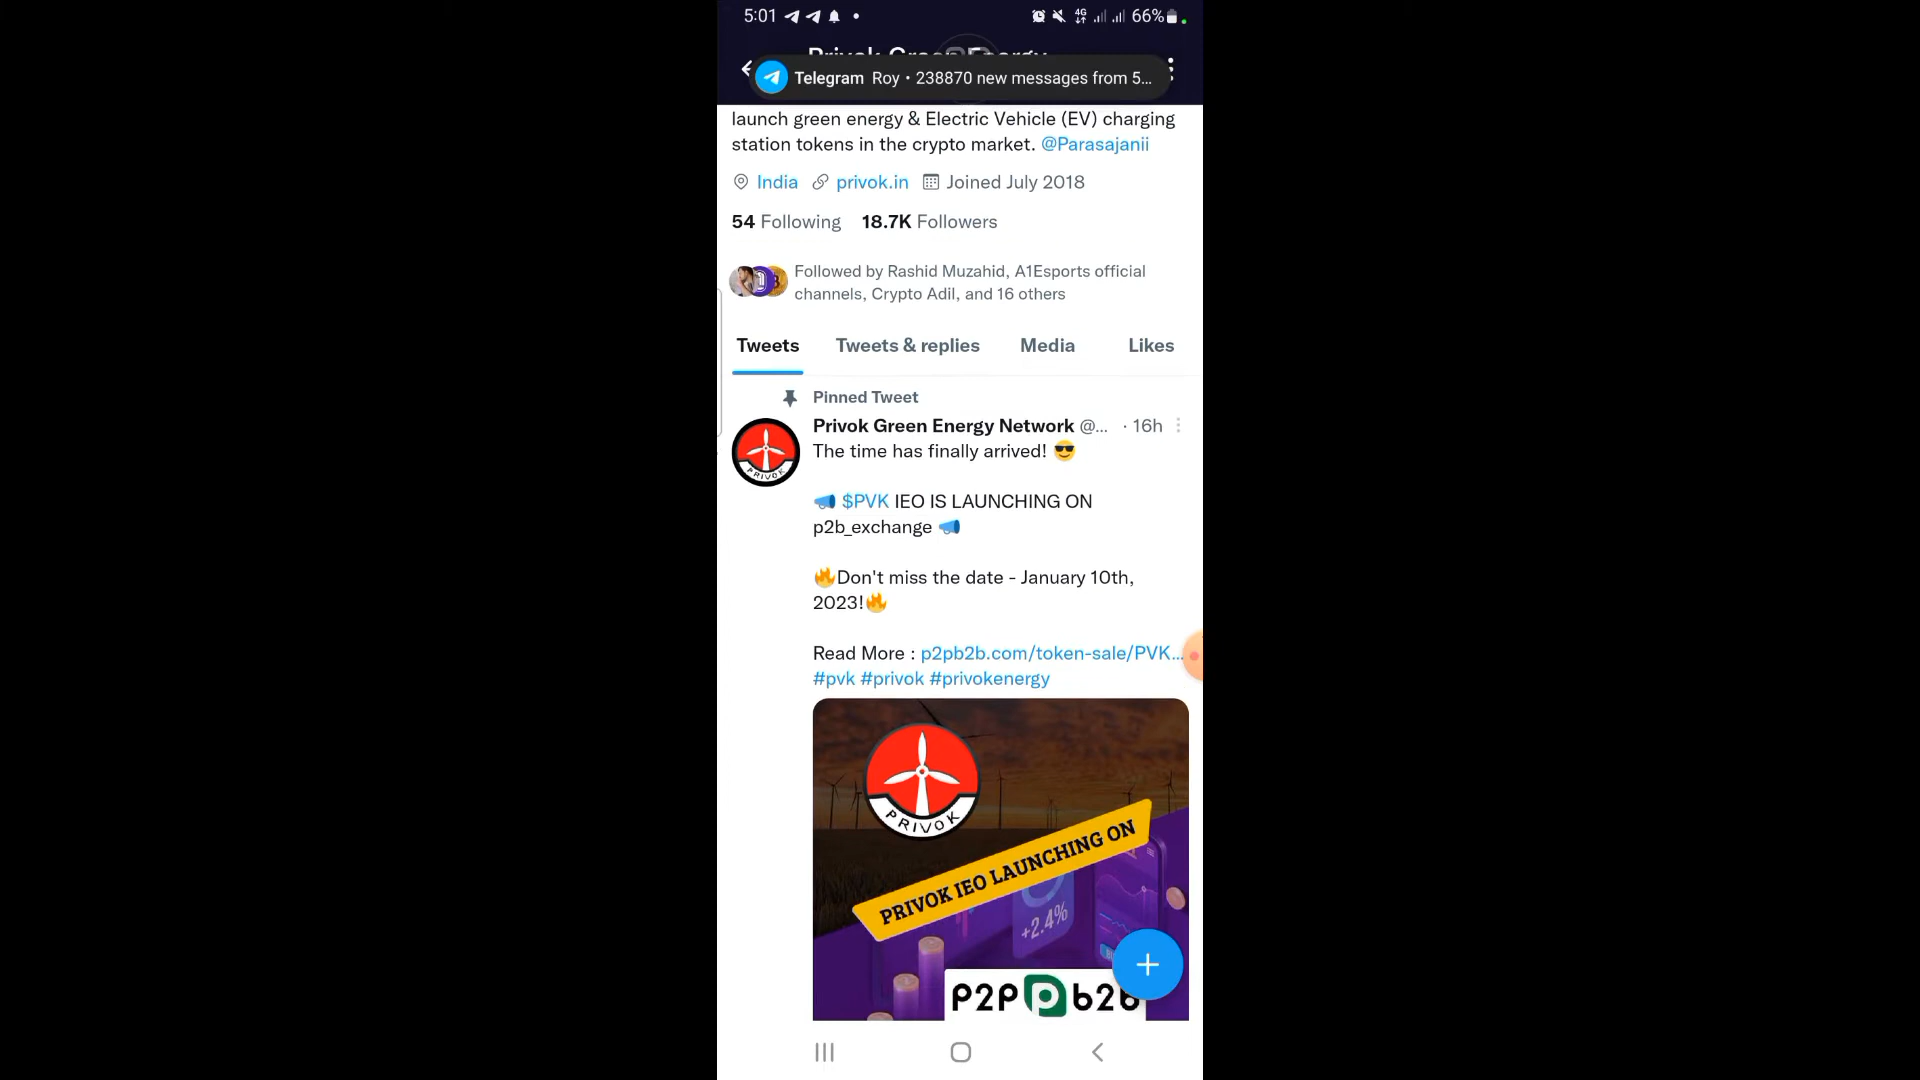 5:01
4G
66%
Privok Green Energy
Telegram Roy • 238870 new messages from 5...
launch green energy & Electric Vehicle (EV) charging
station tokens in the crypto market. @Parasajanii
India privok.in Joined July 2018
54 Following 18.7K Followers
Followed by Rashid Muzahid, A1Esports official
channels, Crypto Adil, and 16 others
Tweets Tweets & replies Media Likes
Pinned Tweet
Privok Green Energy Network @... · 16h
The time has finally arrived! 😎
📣 $PVK IEO IS LAUNCHING ON
p2b_exchange 📣
🔥Don't miss the date - January 10th,
2023!🔥
Read More : p2pb2b.com/token-sale/PVK...
#pvk #privok #privokenergy
PRIVOK
PRIVOK IEO LAUNCHING ON
+2.4%
P2P b2b